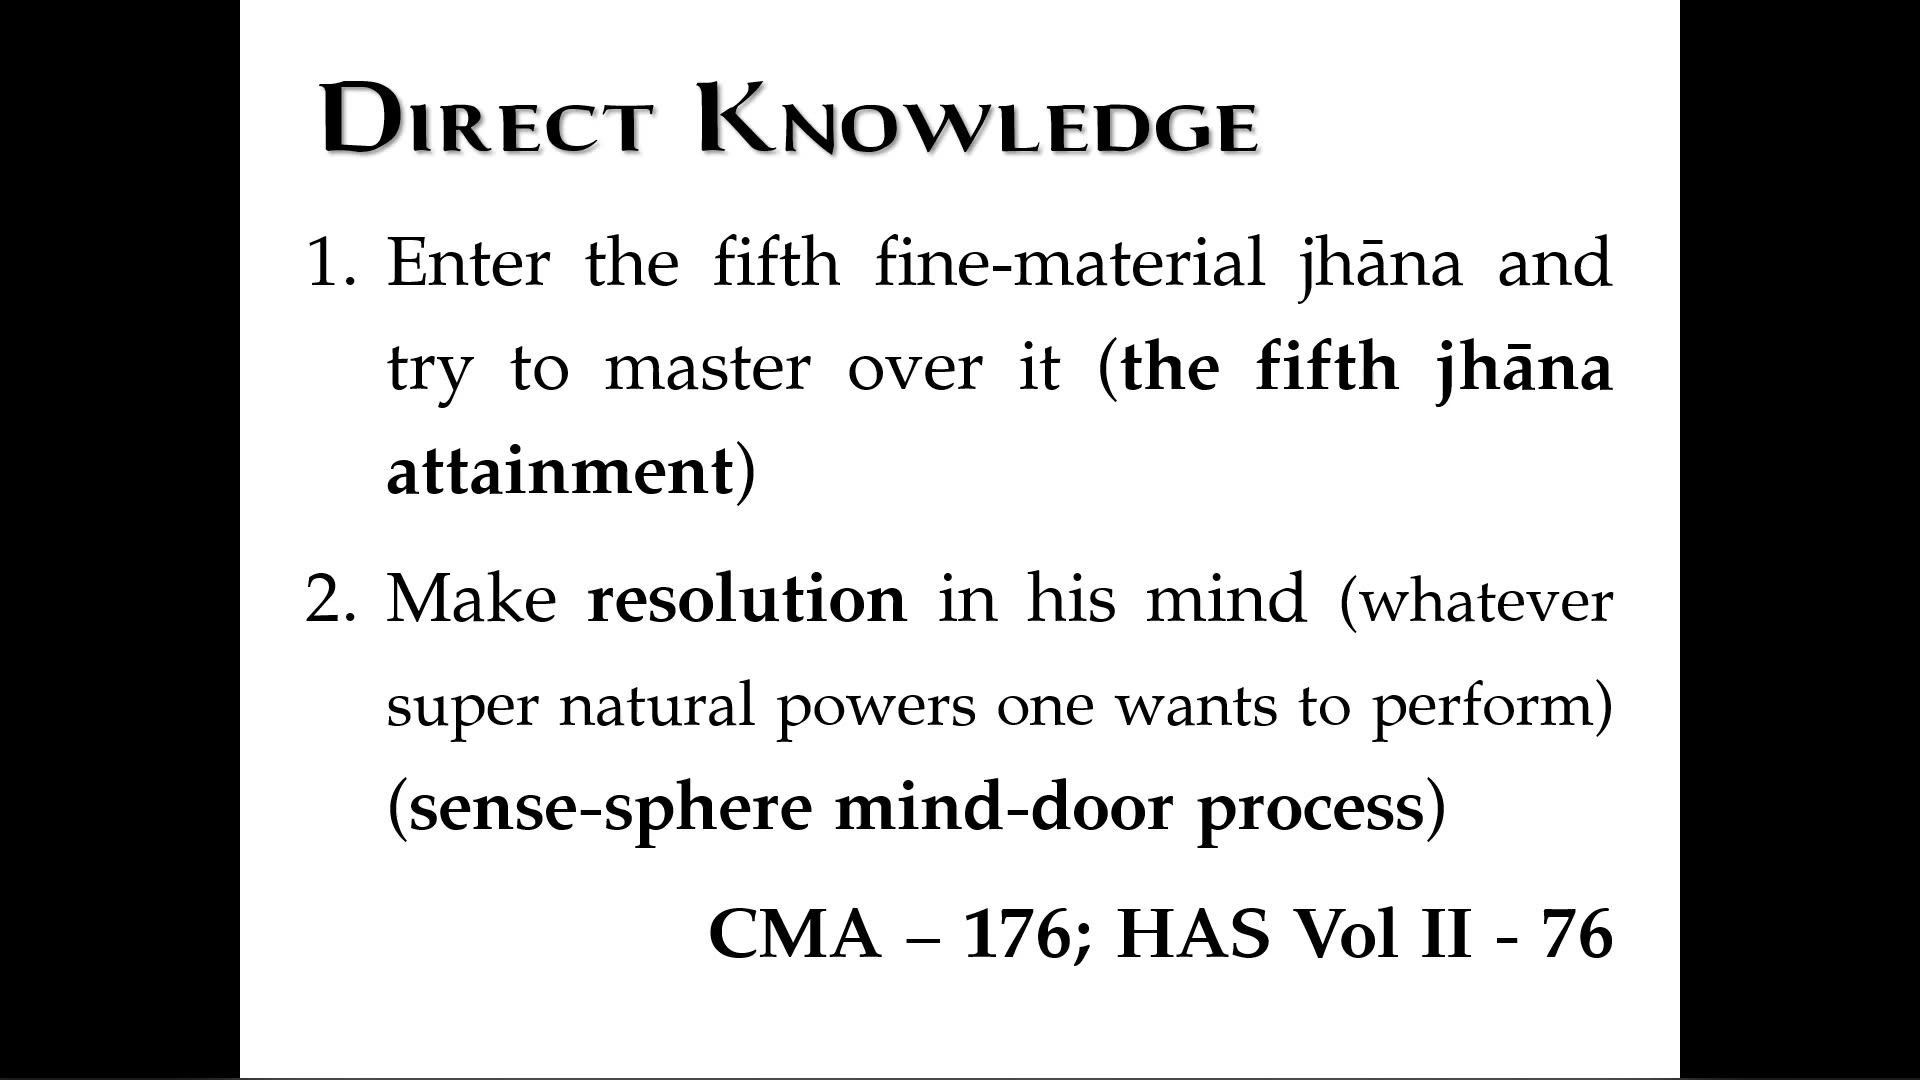 Direct Knowledge
1. Enter the fifth fine-material jhāna and
try to master over it (the fifth jhāna
attainment)
2. Make resolution in his mind (whatever
super natural powers one wants to perform)
(sense-sphere mind-door process)
CMA – 176; HAS Vol II - 76